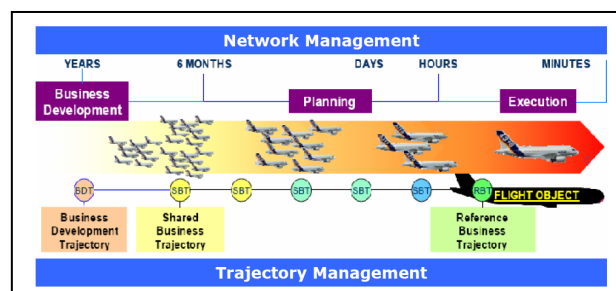 Network Management
YEARS 6 MONTHS DAYS HOURS MINUTES
Business
Development
Planning
Execution
BDT SBT SBT SBT SBT SBT RBT FLIGHT OBJECT
Business
Development
Trajectory
Shared
Business
Trajectory
Reference
Business
Trajectory
Trajectory Management